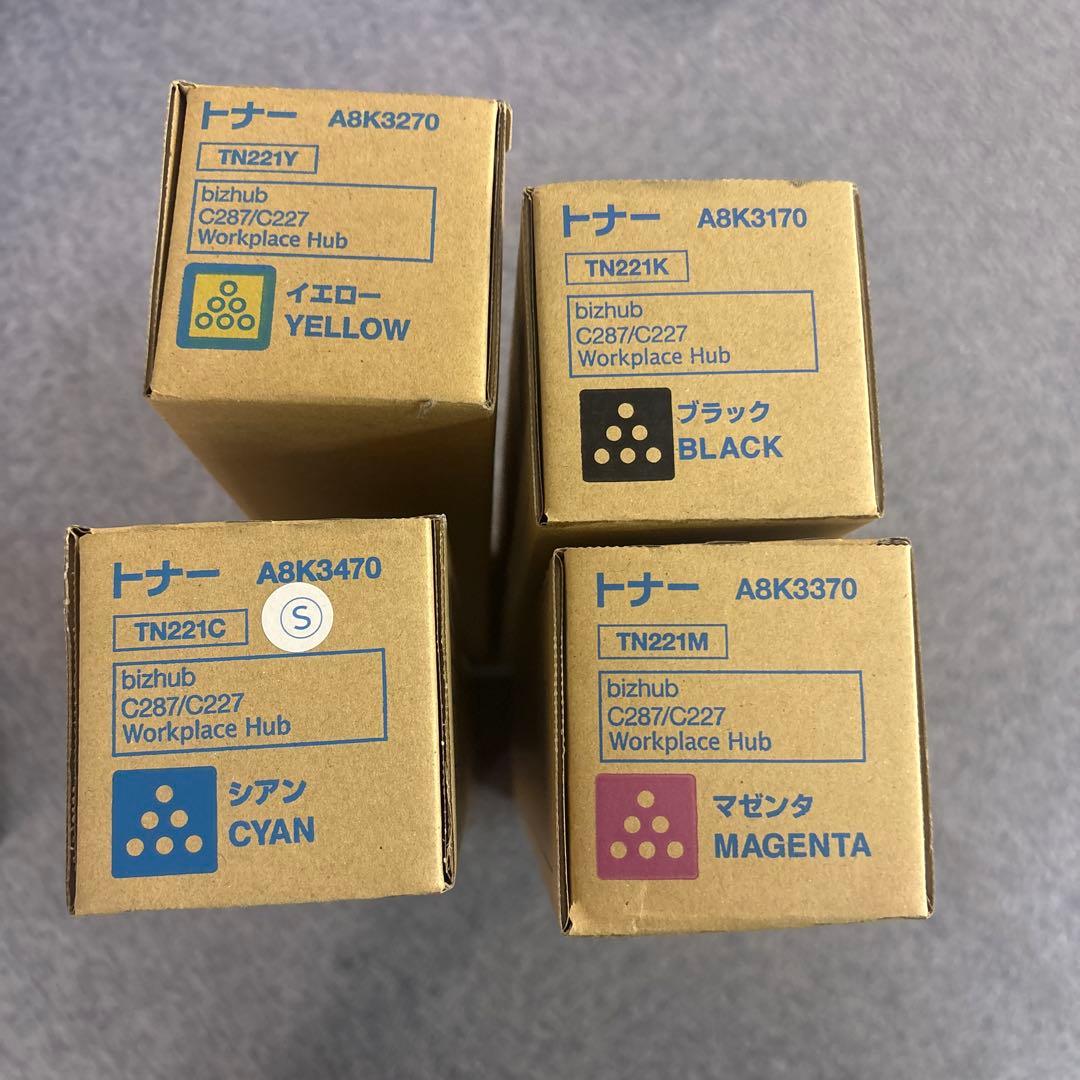 トナー A8K3270
TN221Y
bizhub
C287/C227
Workplace Hub
イエロー
YELLOW
トナー A8K3170
TN221K
bizhub
C287/C227
Workplace Hub
ブラック
BLACK
トナー A8K3470
TN221C
S
bizhub
C287/C227
Workplace Hub
シアン
CYAN
トナー A8K3370
TN221M
bizhub
C287/C227
Workplace Hub
マゼンタ
MAGENTA